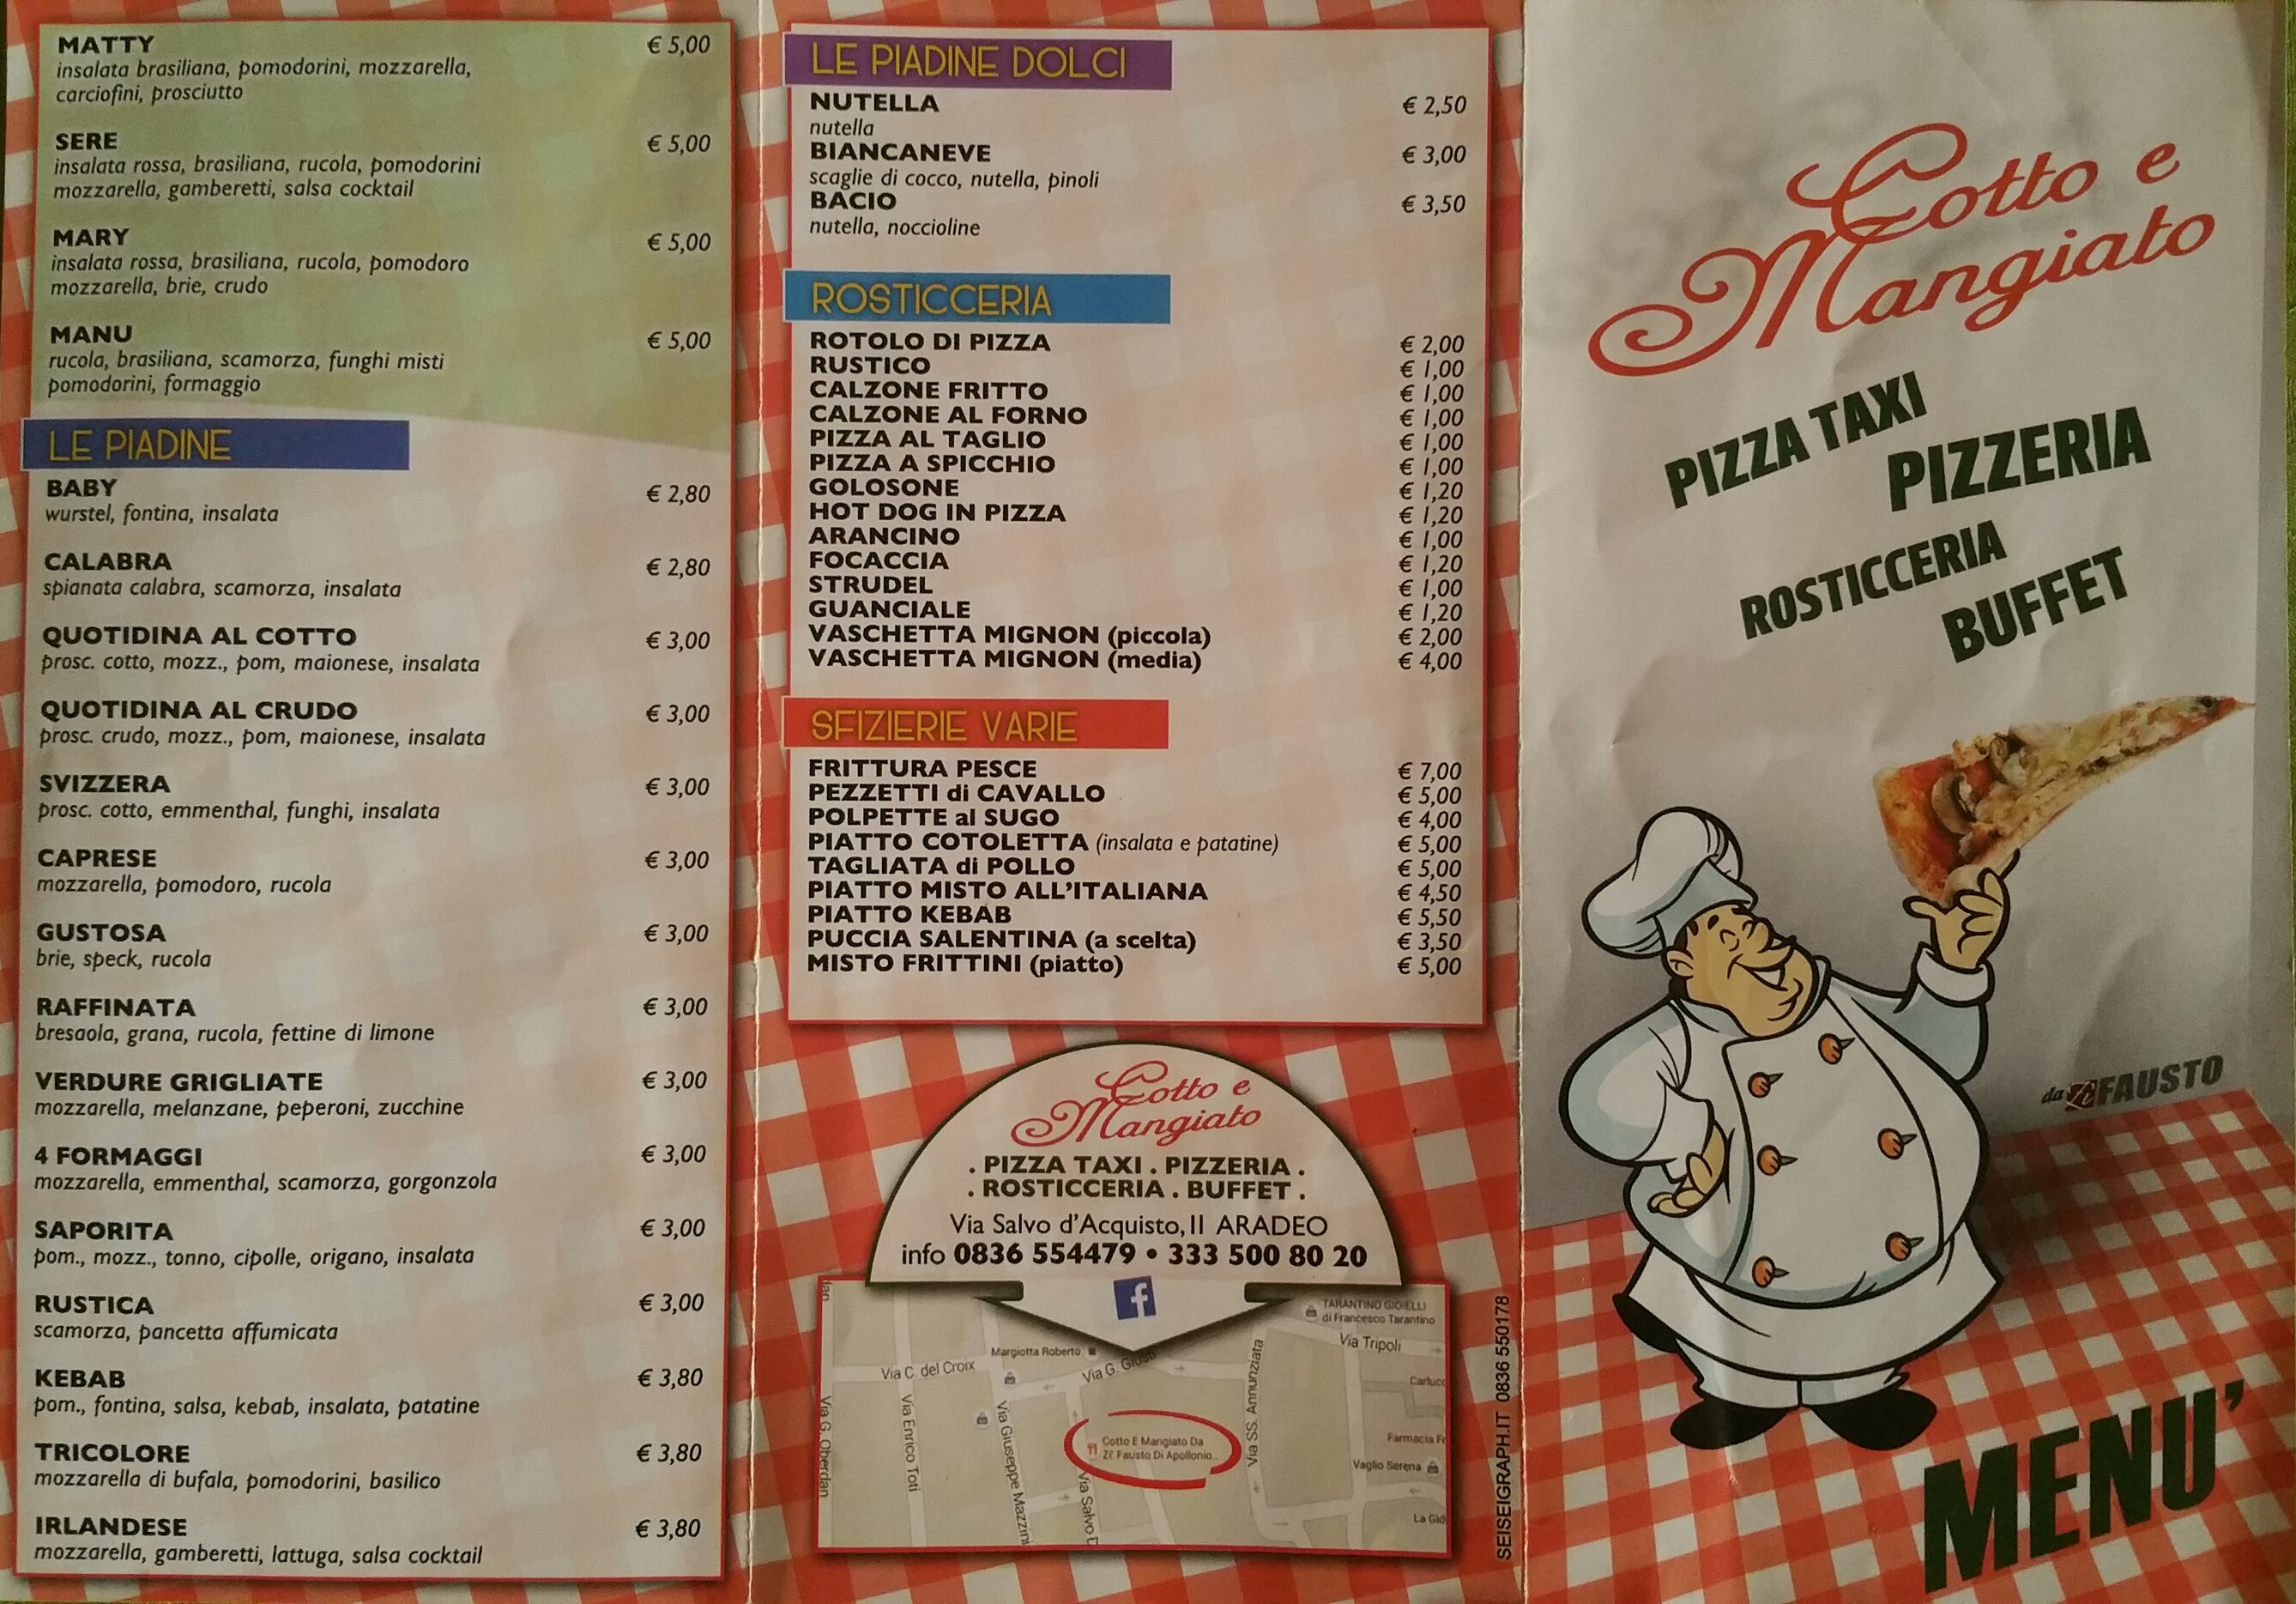 MATTY € 5,00
insalata brasiliana, pomodorini, mozzarella,
carciofini, prosciutto
SERE € 5,00
insalata rossa, brasiliana, rucola, pomodorini
mozzarella, gamberetti, salsa cocktail
MARY € 5,00
insalata rossa, brasiliana, rucola, pomodoro
mozzarella, brie, crudo
MANU € 5,00
rucola, brasiliana, scamorza, funghi misti
pomodorini, formaggio
LE PIADINE
BABY € 2,80
wurstel, fontina, insalata
CALABRA € 2,80
spianata calabra, scamorza, insalata
QUOTIDINA AL COTTO € 3,00
prosc. cotto, mozz., pom, maionese, insalata
QUOTIDINA AL CRUDO € 3,00
prosc. crudo, mozz., pom, maionese, insalata
SVIZZERA € 3,00
prosc. cotto, emmenthal, funghi, insalata
CAPRESE € 3,00
mozzarella, pomodoro, rucola
GUSTOSA € 3,00
brie, speck, rucola
RAFFINATA € 3,00
bresaola, grana, rucola, fettine di limone
VERDURE GRIGLIATE € 3,00
mozzarella, melanzane, peperoni, zucchine
4 FORMAGGI € 3,00
mozzarella, emmenthal, scamorza, gorgonzola
SAPORITA € 3,00
pom., mozz., tonno, cipolle, origano, insalata
RUSTICA € 3,00
scamorza, pancetta affumicata
KEBAB € 3,80
pom., fontina, salsa, kebab, insalata, patatine
TRICOLORE € 3,80
mozzarella di bufala, pomodorini, basilico
IRLANDESE € 3,80
mozzarella, gamberetti, lattuga, salsa cocktail
LE PIADINE DOLCI
NUTELLA € 2,50
nutella
BIANCANEVE € 3,00
scaglie di cocco, nutella, pinoli
BACIO € 3,50
nutella, noccioline
ROSTICCERIA
ROTOLO DI PIZZA € 2,00
RUSTICO € 1,00
CALZONE FRITTO € 1,00
CALZONE AL FORNO € 1,00
PIZZA AL TAGLIO € 1,00
PIZZA A SPICCHIO € 1,00
GOLOSONE € 1,20
HOT DOG IN PIZZA € 1,20
ARANCINO € 1,00
FOCACCIA € 1,20
STRUDEL € 1,00
GUANCIALE € 1,20
VASCHETTA MIGNON (piccola) € 2,00
VASCHETTA MIGNON (media) € 4,00
SFIZIERIE VARIE
FRITTURA PESCE € 7,00
PEZZETTI di CAVALLO € 5,00
POLPETTE al SUGO € 4,00
PIATTO COTOLETTA (insalata e patatine) € 5,00
TAGLIATA di POLLO € 5,00
PIATTO MISTO ALL'ITALIANA € 4,50
PIATTO KEBAB € 5,50
PUCCIA SALENTINA (a scelta) € 3,50
MISTO FRITTINI (piatto) € 5,00
Cotto e
Mangiato
. PIZZA TAXI . PIZZERIA .
. ROSTICCERIA . BUFFET .
Via Salvo d'Acquisto, 11 ARADEO
info 0836 554479 • 333 500 80 20
f
TARANTINO GIOIELLI
di Francesco Tarantino
Via Tripoli
Margiotta Roberto
Via C. del Croix
Via G. Giusti
Via SS. Annunziata
Via G. Oberdan
Via Enrico Toti
Via Giuseppe Mazzini
Via Salvo D
Cotto E Mangiato Da
Zi' Fausto Di Apollonio...
Farmacia
Vaglio Serena
La
SEISEIGRAPH.IT 0836 550178
Cotto e
Mangiato
PIZZA TAXI
PIZZERIA
ROSTICCERIA
BUFFET
da Zi FAUSTO
MENU'